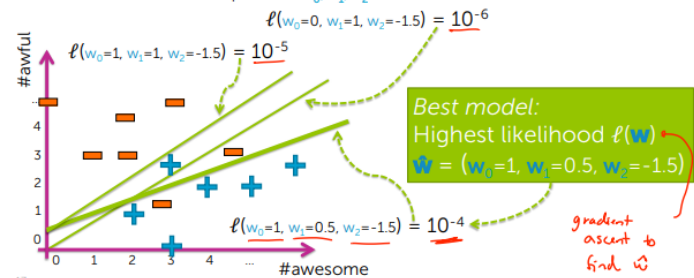 ℓ(w₀=0, w₁=1, w₂=-1.5) = 10⁻⁶
ℓ(w₀=1, w₁=1, w₂=-1.5) = 10⁻⁵
#awful
...
4
3
2
1
0
0 1 2 3 4 ...
#awesome
Best model:
Highest likelihood ℓ(w)
ŵ = (w₀=1, w₁=0.5, w₂=-1.5)
ℓ(w₀=1, w₁=0.5, w₂=-1.5) = 10⁻⁴
gradient
ascent to
find ŵ